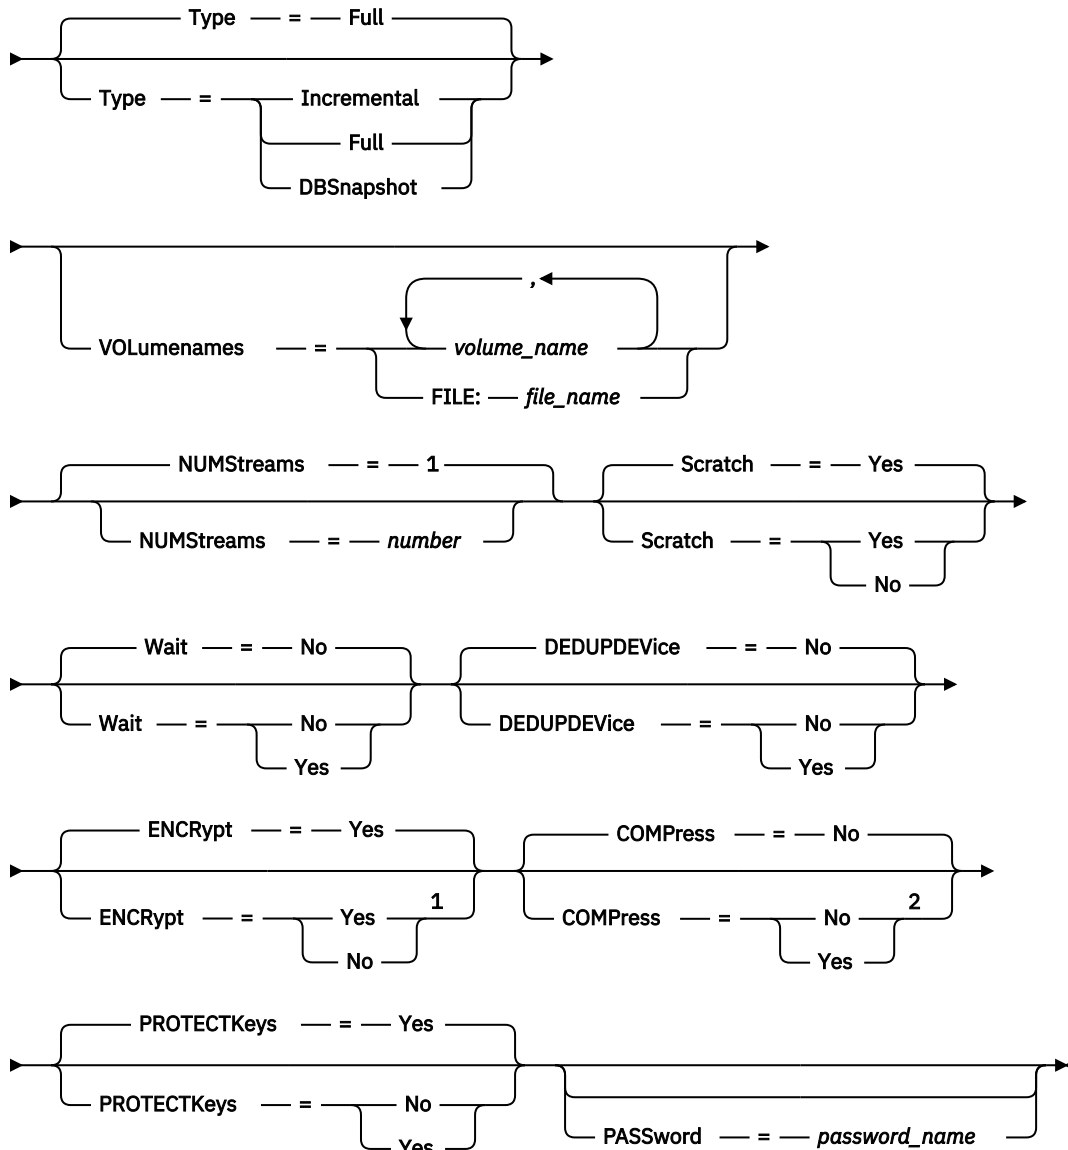 Type = Full
Type = Incremental
Full
DBSnapshot
,
VOLumenames = volume_name
FILE: file_name
NUMStreams = 1 Scratch = Yes
NUMStreams = number Scratch = Yes
No
Wait = No DEDUPDEVice = No
Wait = No DEDUPDEVice = No
Yes Yes
ENCRypt = Yes COMPress = No
ENCRypt = Yes 1 COMPress = No 2
No Yes
PROTECTKeys = Yes
PROTECTKeys = No
Yes PASSword = password_name